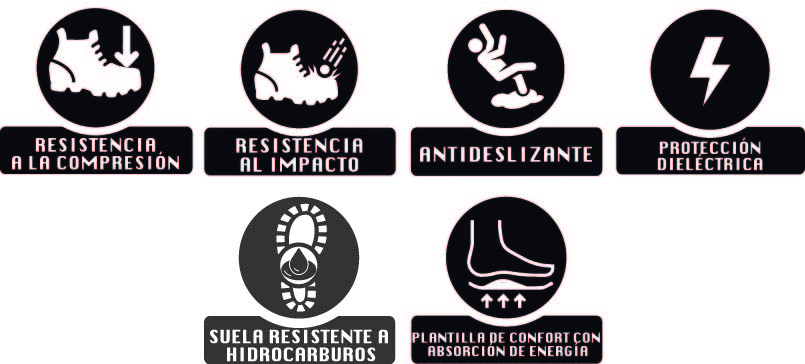 RESISTENCIA
A LA COMPRESIÓN
RESISTENCIA
AL IMPACTO
ANTIDESLIZANTE
PROTECCIÓN
DIELÉCTRICA
SUELA RESISTENTE A
HIDROCARBUROS
PLANTILLA DE CONFORT CON
ABSORCIÓN DE ENERGÍA